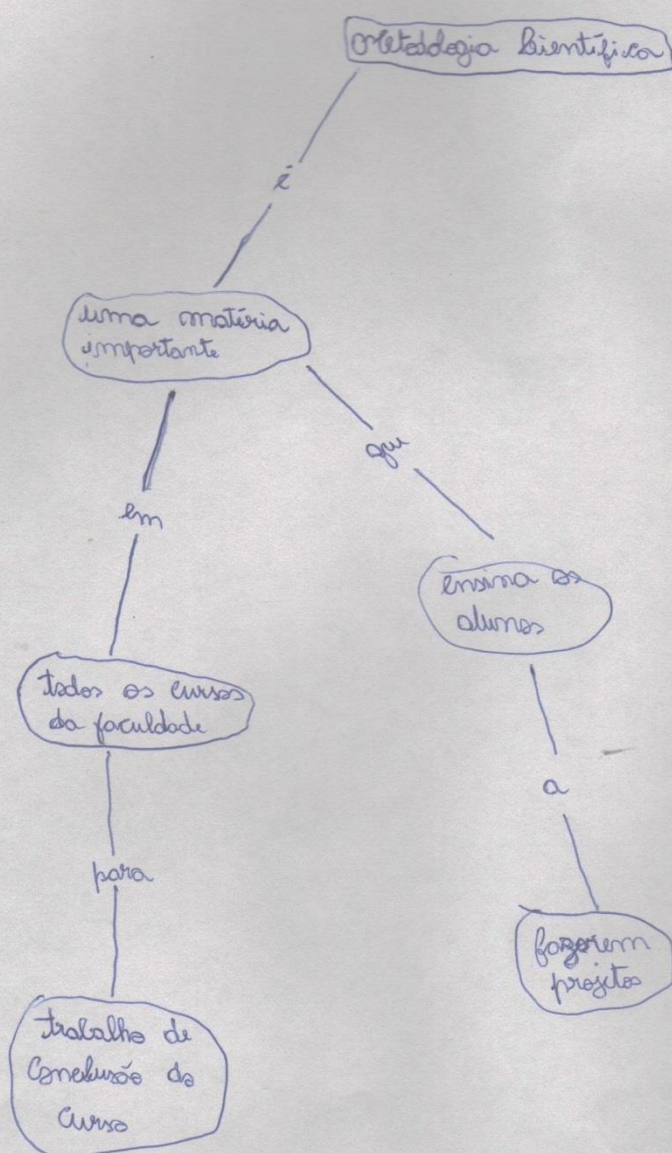 Metodologia Científica
é
uma matéria
importante
que
em
ensina os
alunos
todos os cursos
da faculdade
a
para
fazerem
projetos
trabalho de
Conclusão do
Curso